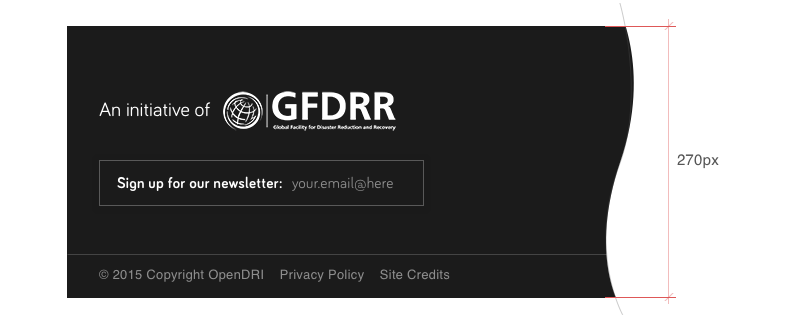 An initiative of GFDRR
Global Facility for Disaster Reduction and Recovery
270px
Sign up for our newsletter: your.email@here
© 2015 Copyright OpenDRI Privacy Policy Site Credits